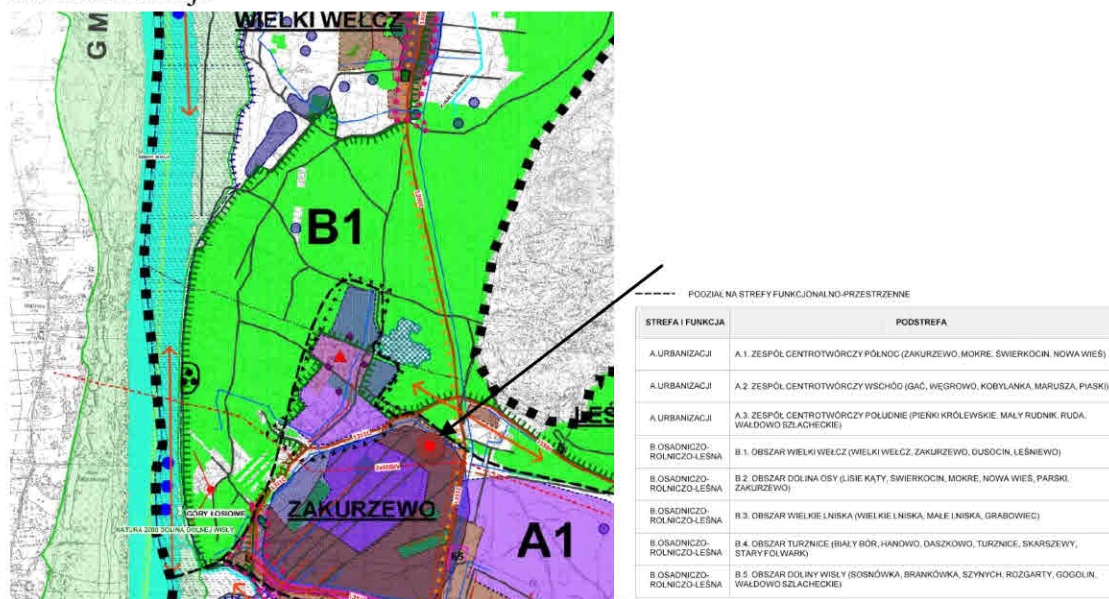 WIELKI WEŁCZ
G M
B1
GÓRY ŁOSIOWE
NATURA 2000 DOLINA DOLNEJ WISŁY
ZAKURZEWO
A1
65
LEŚ
PODZIAŁ NA STREFY FUNKCJONALNO-PRZESTRZENNE
STREFA I FUNKCJA PODSTREFA
A.URBANIZACJI A.1. ZESPÓŁ CENTROTWÓRCZY PÓŁNOC (ZAKURZEWO, MOKRE, ŚWIERKOCIN, NOWA WIEŚ)
A.URBANIZACJI A.2. ZESPÓŁ CENTROTWÓRCZY WSCHÓD (GAĆ, WĘGROWO, KOBYLANKA, MARUSZA, PIASKI)
A.URBANIZACJI A.3. ZESPÓŁ CENTROTWÓRCZY POŁUDNIE (PIEŃKI KRÓLEWSKIE, MAŁY RUDNIK, RUDA,
WAŁDOWO SZLACHECKIE)
B.OSADNICZO-
ROLNICZO-LEŚNA B.1. OBSZAR WIELKI WEŁCZ (WIELKI WEŁCZ, ZAKURZEWO, DUSOCIN, LEŚNIEWO)
B.OSADNICZO-
ROLNICZO-LEŚNA B.2. OBSZAR DOLINA OSY (LISIE KĄTY, ŚWIERKOCIN, MOKRE, NOWA WIEŚ, PARSKI,
ZAKURZEWO)
B.OSADNICZO-
ROLNICZO-LEŚNA B.3. OBSZAR WIELKIE LNISKA (WIELKIE LNISKA, MAŁE LNISKA, GRABOWIEC)
B.OSADNICZO-
ROLNICZO-LEŚNA B.4. OBSZAR TURZNICE (BIAŁY BÓR, HANOWO, DASZKOWO, TURZNICE, SKARSZEWY,
STARY FOLWARK)
B.OSADNICZO-
ROLNICZO-LEŚNA B.5. OBSZAR DOLINY WISŁY (SOSNÓWKA, BRANKÓWKA, SZYNYCH, ROZGARTY, GOGOLIN,
WAŁDOWO SZLACHECKIE)